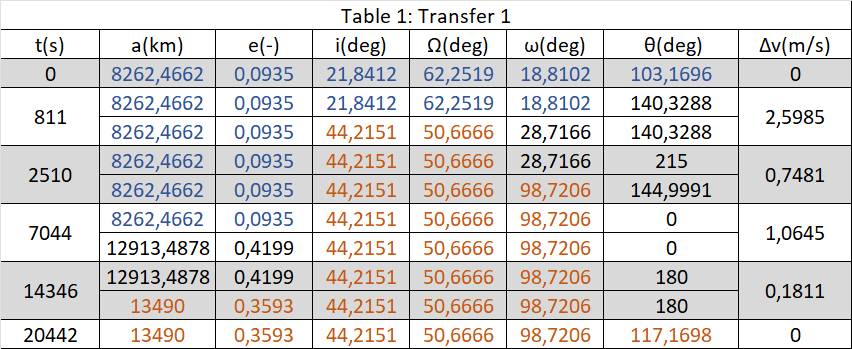 Table 1: Transfer 1
t(s) a(km) e(-) i(deg) Ω(deg) ω(deg) θ(deg) Δv(m/s)
0 8262,4662 0,0935 21,8412 62,2519 18,8102 103,1696 0
811 8262,4662 0,0935 21,8412 62,2519 18,8102 140,3288 2,5985
8262,4662 0,0935 44,2151 50,6666 28,7166 140,3288
2510 8262,4662 0,0935 44,2151 50,6666 28,7166 215 0,7481
8262,4662 0,0935 44,2151 50,6666 98,7206 144,9991
7044 8262,4662 0,0935 44,2151 50,6666 98,7206 0 1,0645
12913,4878 0,4199 44,2151 50,6666 98,7206 0
14346 12913,4878 0,4199 44,2151 50,6666 98,7206 180 0,1811
13490 0,3593 44,2151 50,6666 98,7206 180
20442 13490 0,3593 44,2151 50,6666 98,7206 117,1698 0